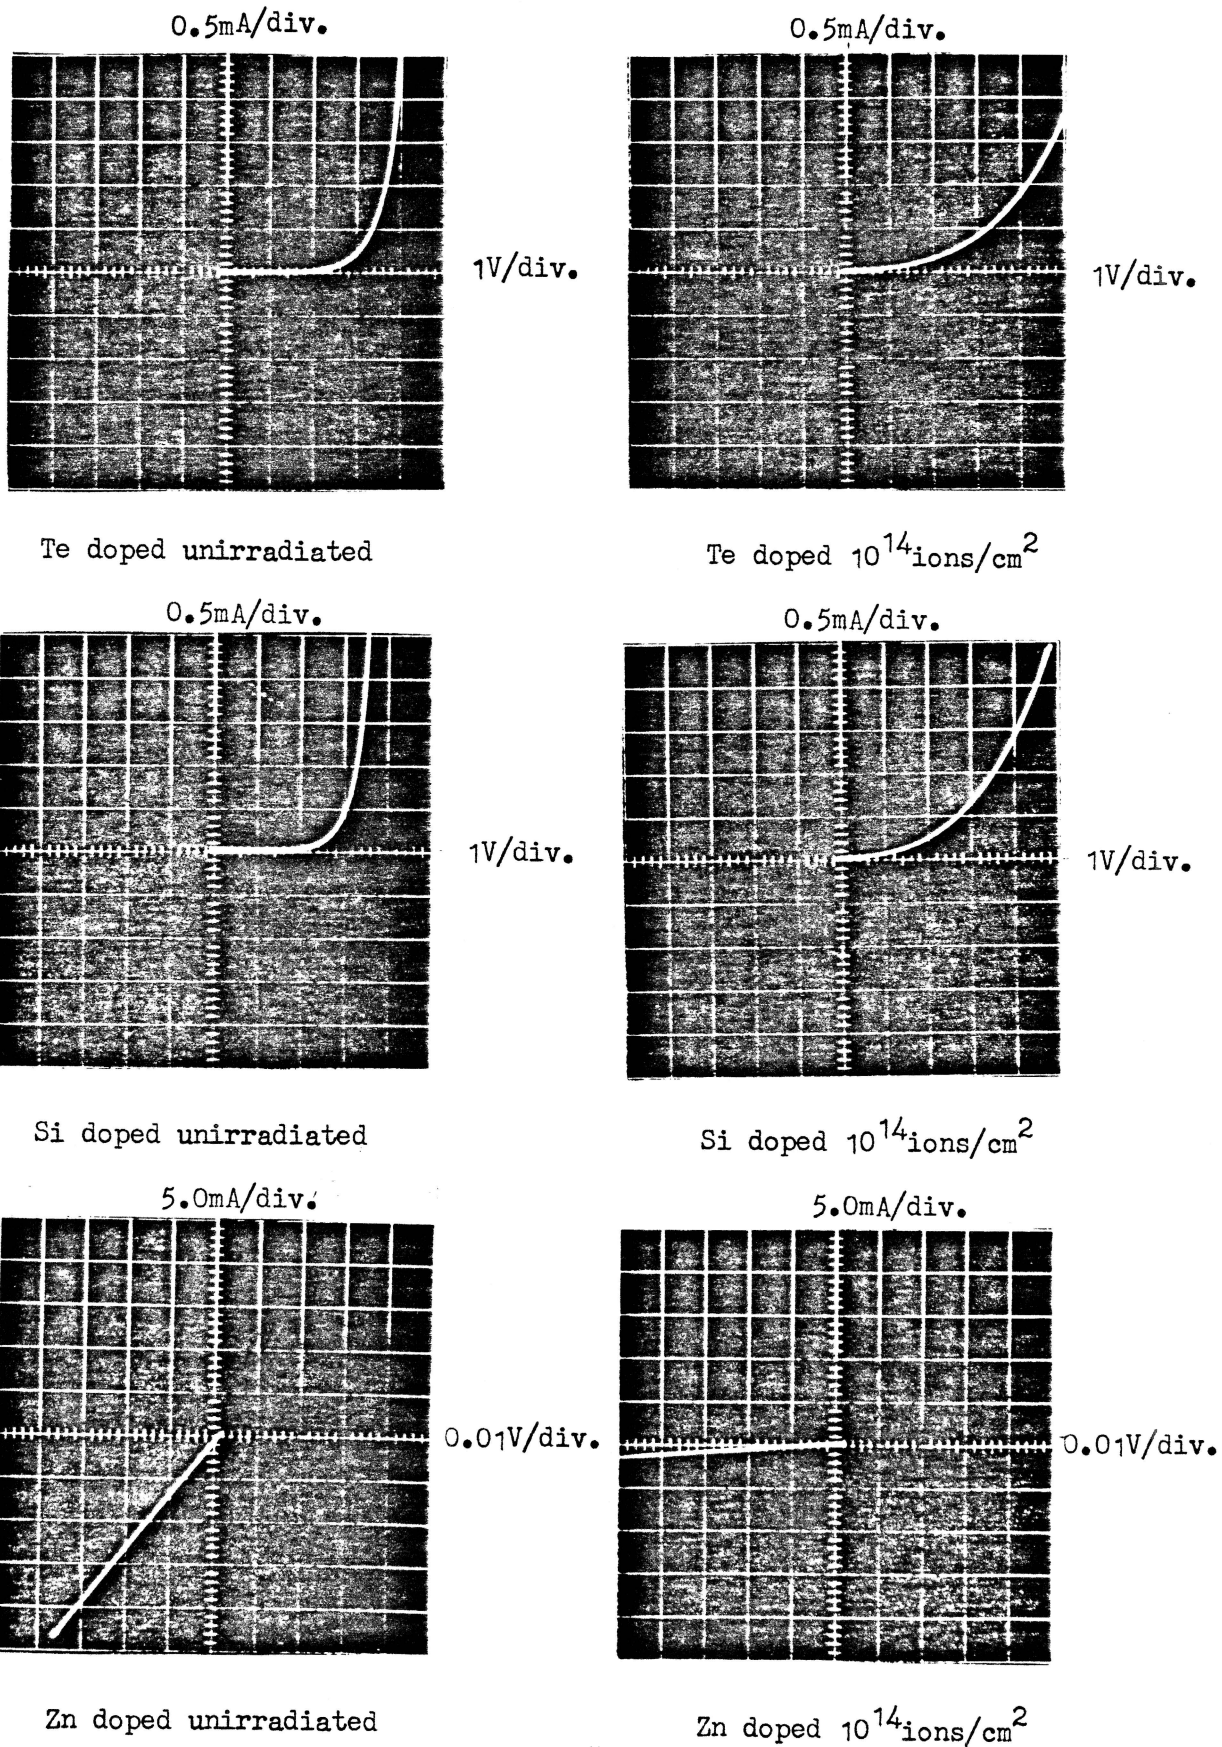 0.5mA/div.
0.5mA/div.
1V/div.
1V/div.
Te doped unirradiated
Te doped 10¹⁴ions/cm²
0.5mA/div.
0.5mA/div.
1V/div.
1V/div.
Si doped unirradiated
Si doped 10¹⁴ions/cm²
5.0mA/div.
5.0mA/div.
0.01V/div.
0.01V/div.
Zn doped unirradiated
Zn doped 10¹⁴ions/cm²